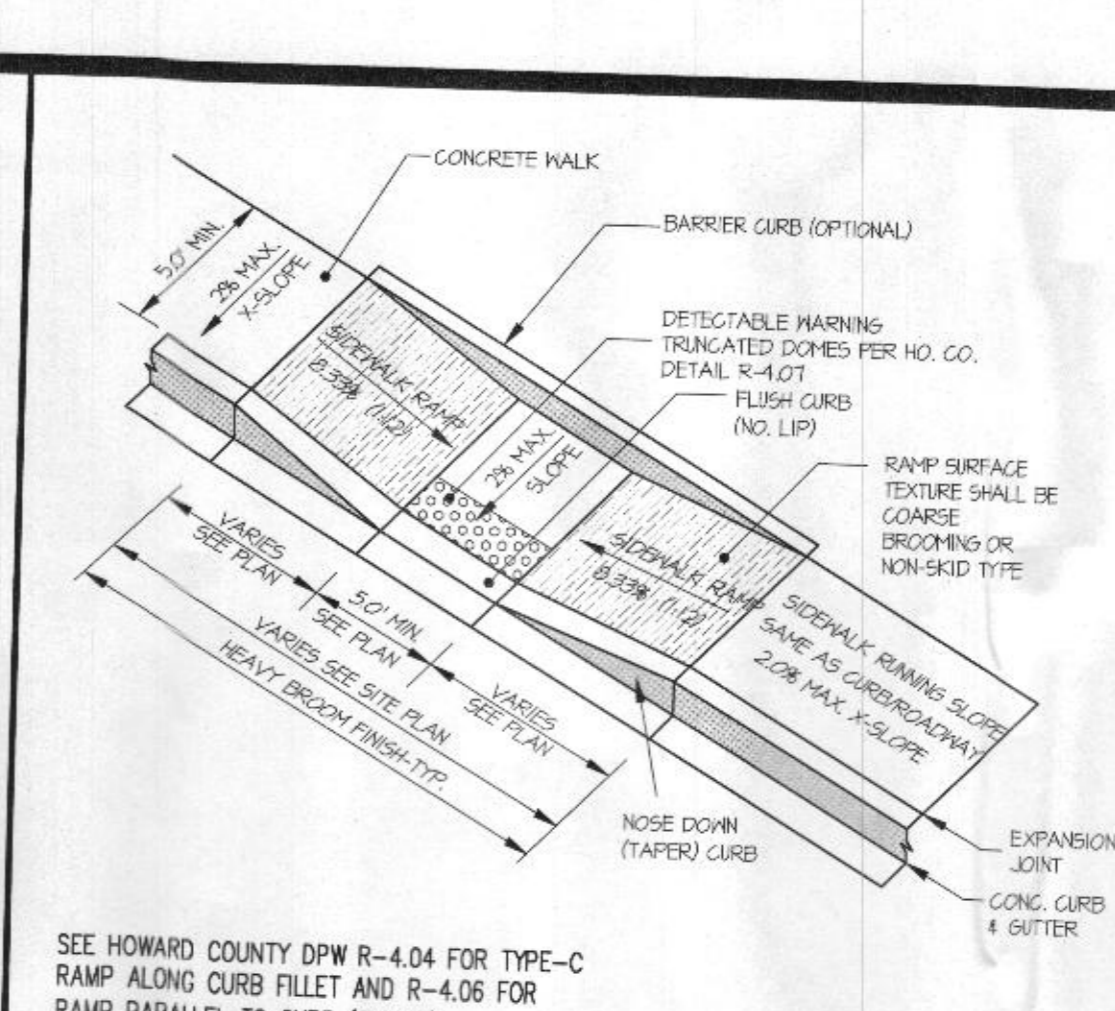 CONCRETE WALK
BARRIER CURB (OPTIONAL)
5.0' MIN.
2% MAX.
X-SLOPE
DETECTABLE WARNING
TRUNCATED DOMES PER HO. CO.
DETAIL R-4.07
FLUSH CURB
(NO. LIP)
SIDEWALK RAMP
8.33% (1:12)
2% MAX
SLOPE
RAMP SURFACE
TEXTURE SHALL BE
COARSE
BROOMING OR
NON-SKID TYPE
SIDEWALK RAMP
8.33% (1:12)
SIDEWALK RUNNING SLOPE
SAME AS CURB/ROADWAY
2.0% MAX. X-SLOPE
VARIES
SEE PLAN
5.0' MIN.
SEE PLAN
VARIES
SEE PLAN
VARIES SEE SITE PLAN
HEAVY BROOM FINISH-TYP.
NOSE DOWN
(TAPER) CURB
EXPANSION
JOINT
CONC. CURB
& GUTTER
SEE HOWARD COUNTY DPW R-4.04 FOR TYPE-C
RAMP ALONG CURB FILLET AND R-4.06 FOR
RAMP PARALLEL TO CURB